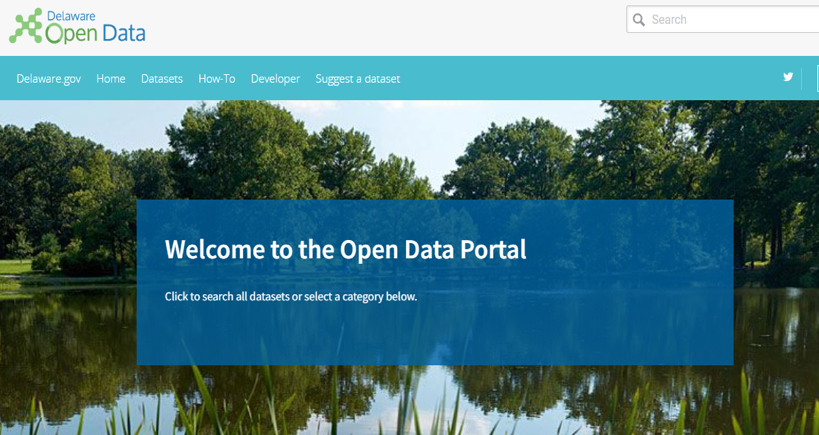 Delaware
Open Data
Search
Delaware.gov Home Datasets How-To Developer Suggest a dataset
Welcome to the Open Data Portal
Click to search all datasets or select a category below.